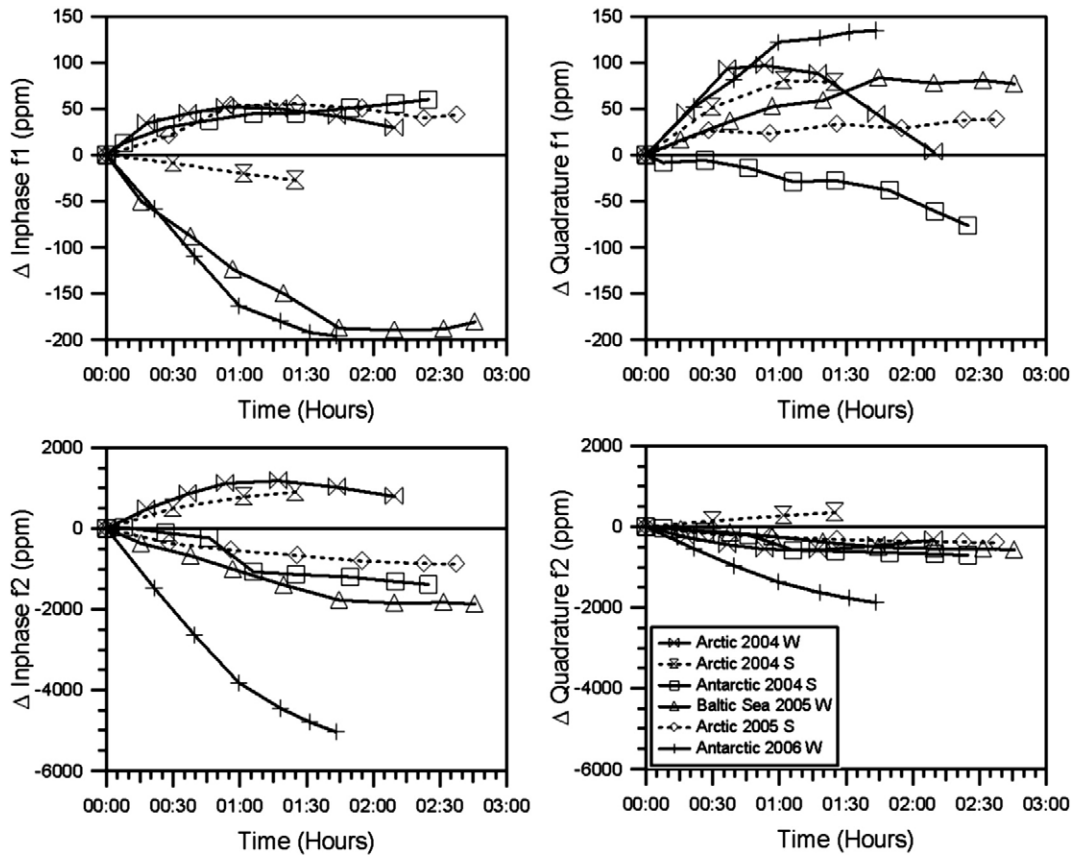 150
100
50
0
-50
-100
-150
-200
Δ Inphase f1 (ppm)
00:00 00:30 01:00 01:30 02:00 02:30 03:00
Time (Hours)
150
100
50
0
-50
-100
-150
-200
Δ Quadrature f1 (ppm)
00:00 00:30 01:00 01:30 02:00 02:30 03:00
Time (Hours)
2000
0
-2000
-4000
-6000
Δ Inphase f2 (ppm)
00:00 00:30 01:00 01:30 02:00 02:30 03:00
Time (Hours)
2000
0
-2000
-4000
-6000
Δ Quadrature f2 (ppm)
Arctic 2004 W
Arctic 2004 S
Antarctic 2004 S
Baltic Sea 2005 W
Arctic 2005 S
Antarctic 2006 W
00:00 00:30 01:00 01:30 02:00 02:30 03:00
Time (Hours)